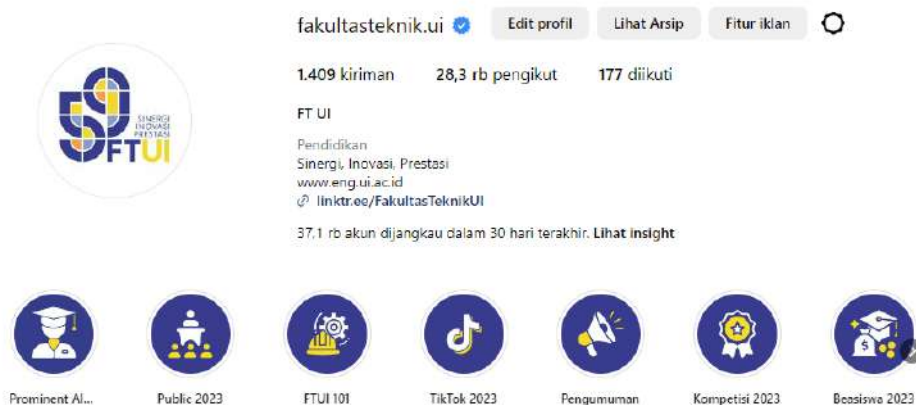 fakultasteknik.ui Edit profil Lihat Arsip Fitur iklan
1.409 kiriman 28,3 rb pengikut 177 diikuti
FT UI
Pendidikan
Sinergi, Inovasi, Prestasi
www.eng.ui.ac.id
linktr.ee/FakultasTeknikUI
37,1 rb akun dijangkau dalam 30 hari terakhir. Lihat insight
59
SINERGI
INOVASI
PRESTASI
FTUI
Prominent Al... Public 2023 FTUI 101 TikTok 2023 Pengumuman Kompetisi 2023 Beasiswa 2023